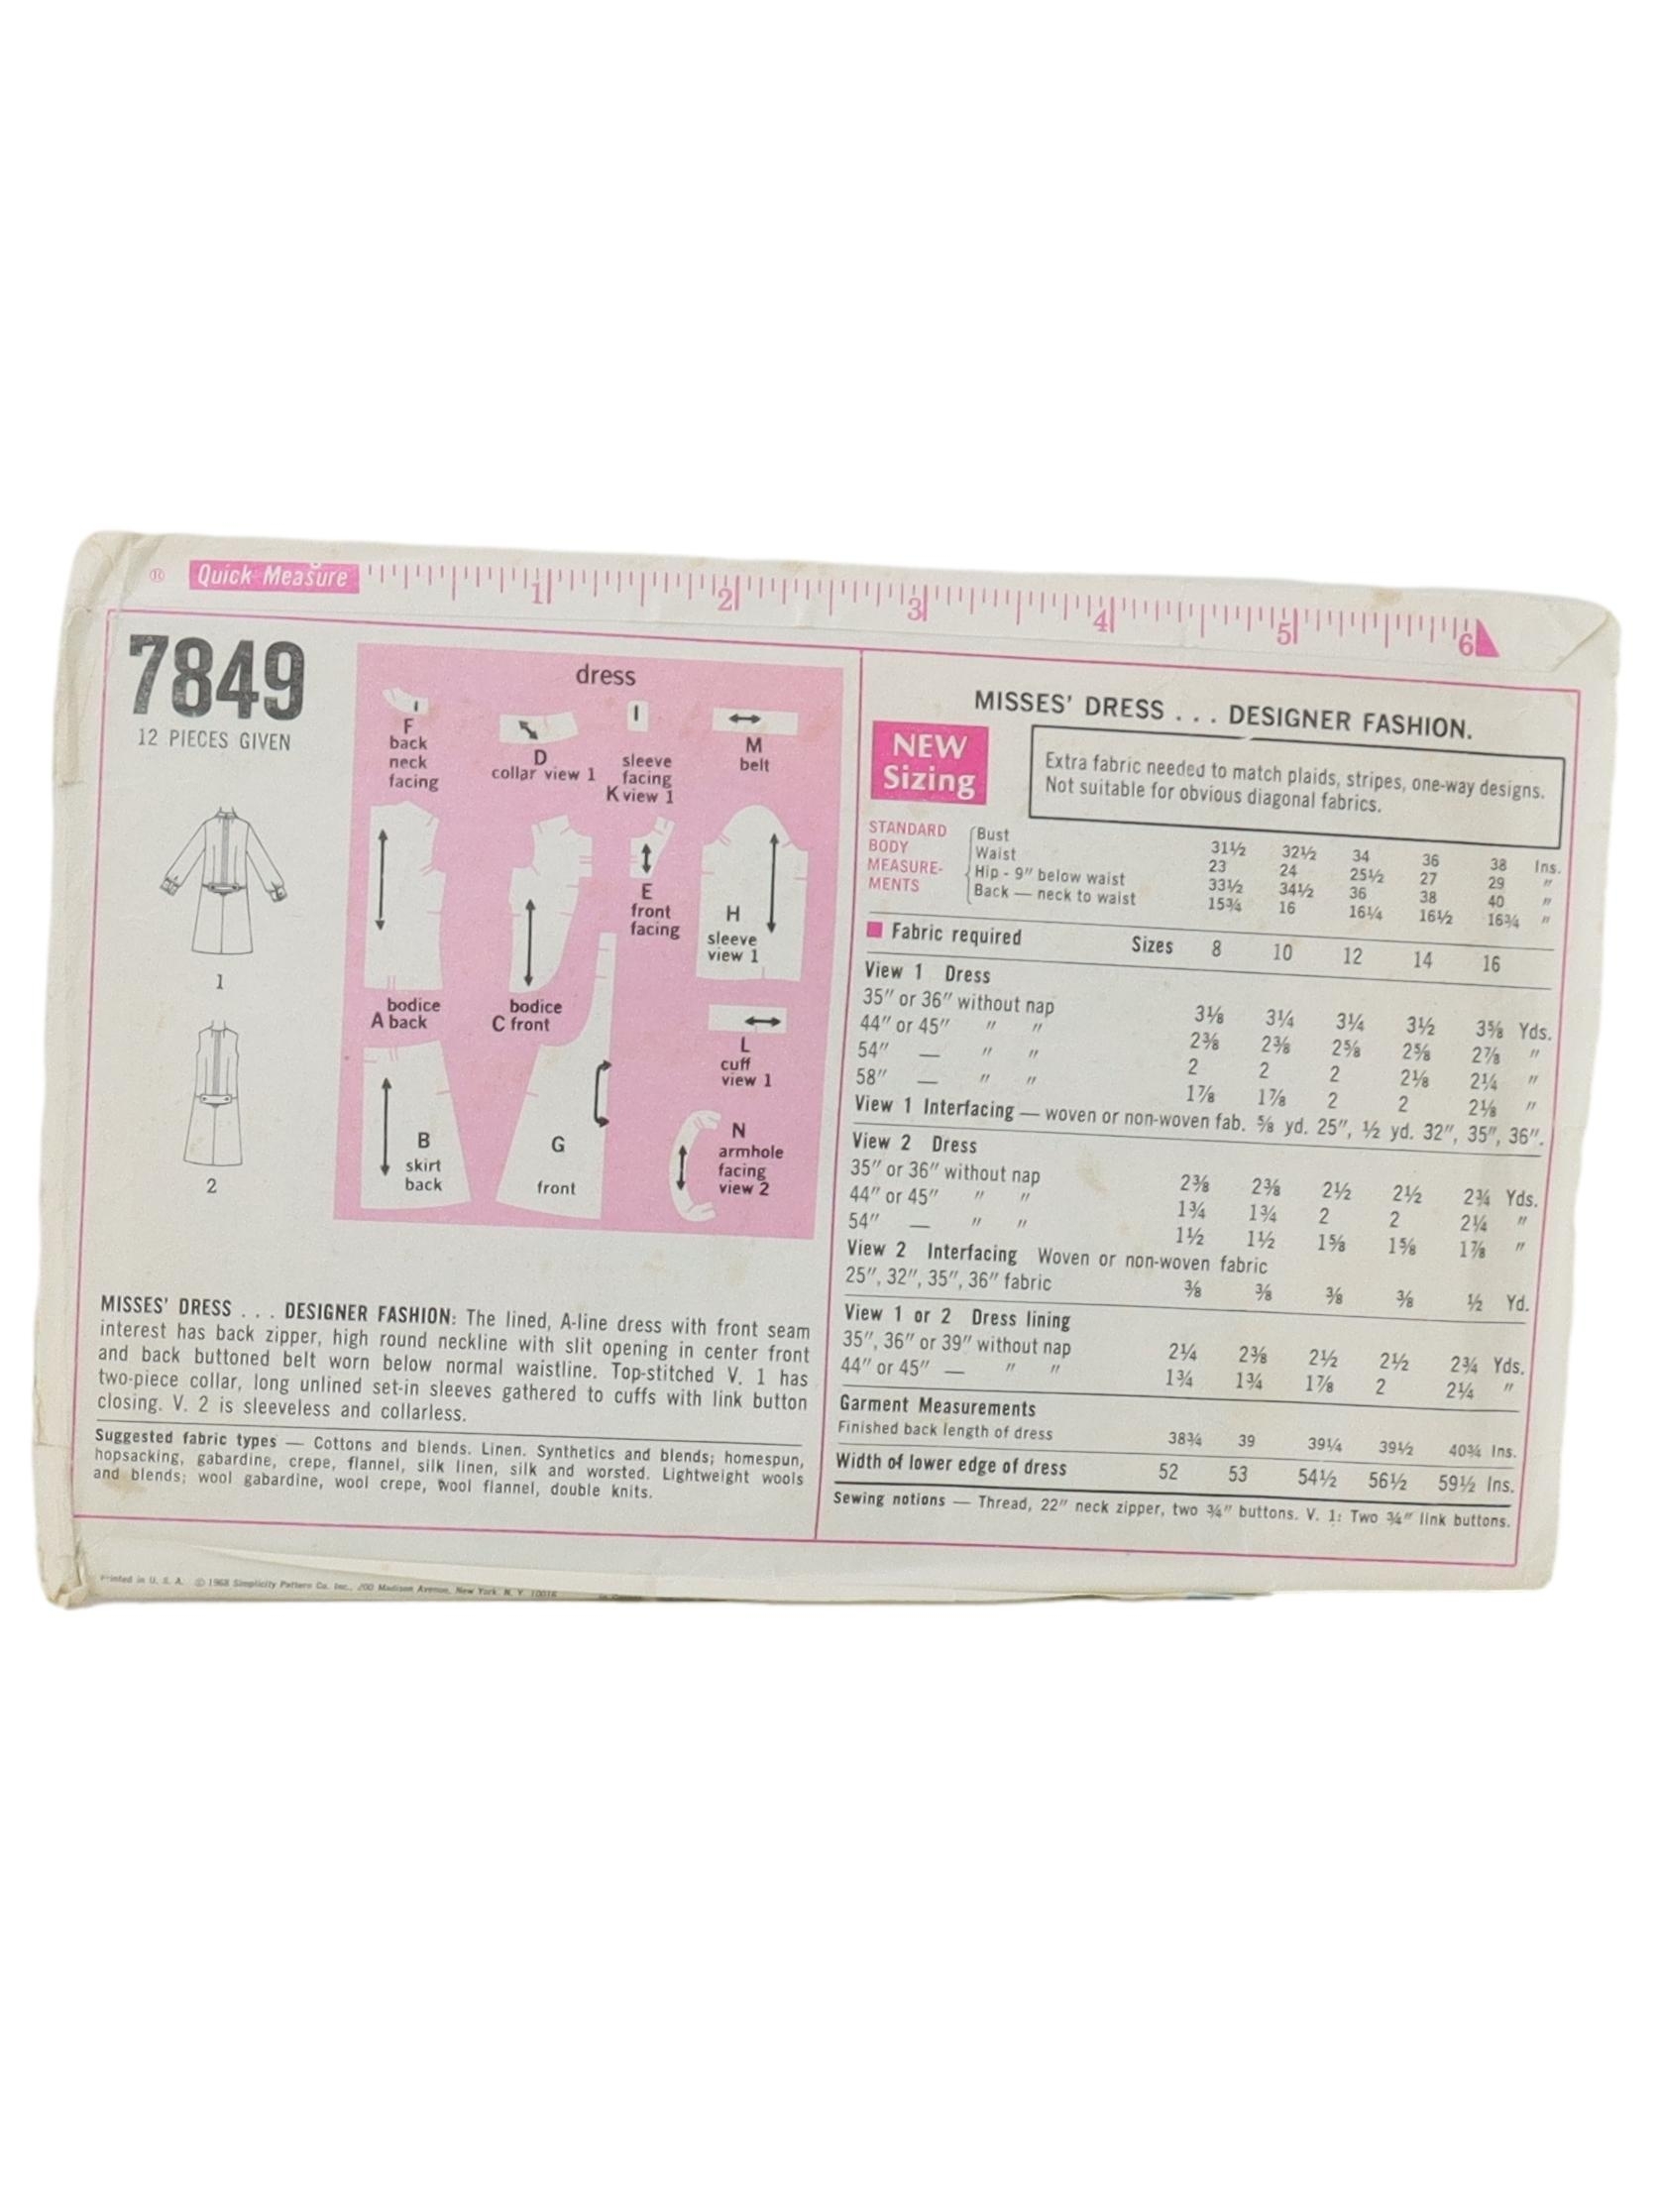 ® Quick Measure 1 2 3 4 5 6
7849
12 PIECES GIVEN
1
2
dress
F
back
neck
facing
D
collar view 1
sleeve
facing
K view 1
M
belt
E
front
facing
H
sleeve
view 1
bodice
A back
bodice
C front
L
cuff
view 1
B
skirt
back
G
front
N
armhole
facing
view 2
MISSES' DRESS . . . DESIGNER FASHION: The lined, A-line dress with front seam
interest has back zipper, high round neckline with slit opening in center front
and back buttoned belt worn below normal waistline. Top-stitched V. 1 has
two-piece collar, long unlined set-in sleeves gathered to cuffs with link button
closing. V. 2 is sleeveless and collarless.
Suggested fabric types — Cottons and blends. Linen. Synthetics and blends; homespun,
hopsacking, gabardine, crepe, flannel, silk linen, silk and worsted. Lightweight wools
and blends; wool gabardine, wool crepe, wool flannel, double knits.
MISSES' DRESS . . . DESIGNER FASHION.
NEW
Sizing
Extra fabric needed to match plaids, stripes, one-way designs.
Not suitable for obvious diagonal fabrics.
STANDARD
BODY
MEASURE-
MENTS
Bust 31½ 32½ 34 36 38 Ins.
Waist 23 24 25½ 27 29 "
Hip - 9" below waist 33½ 34½ 36 38 40 "
Back — neck to waist 15¾ 16 16¼ 16½ 16¾ "
Fabric required Sizes 8 10 12 14 16
View 1 Dress
35" or 36" without nap 3⅛ 3¼ 3¼ 3½ 3⅝ Yds.
44" or 45" " " 2⅜ 2⅜ 2⅝ 2⅝ 2⅞ "
54" — " " 2 2 2 2⅛ 2¼ "
58" — " " 1⅞ 1⅞ 2 2 2⅛ "
View 1 Interfacing — woven or non-woven fab. ⅝ yd. 25", ½ yd. 32", 35", 36".
View 2 Dress
35" or 36" without nap 2⅜ 2⅜ 2½ 2½ 2¾ Yds.
44" or 45" " " 1¾ 1¾ 2 2 2¼ "
54" — " " 1½ 1½ 1⅝ 1⅝ 1⅞ "
View 2 Interfacing Woven or non-woven fabric
25", 32", 35", 36" fabric ⅜ ⅜ ⅜ ⅜ ½ Yd.
View 1 or 2 Dress lining
35", 36" or 39" without nap 2¼ 2⅜ 2½ 2½ 2¾ Yds.
44" or 45" — " " 1¾ 1¾ 1⅞ 2 2¼ "
Garment Measurements
Finished back length of dress 38¾ 39 39¼ 39½ 40¾ Ins.
Width of lower edge of dress 52 53 54½ 56½ 59½ Ins.
Sewing notions — Thread, 22" neck zipper, two ¾" buttons. V. 1: Two ¾" link buttons.
Printed in U. S. A. © 1968 Simplicity Pattern Co. Inc., 200 Madison Avenue, New York, N. Y. 10016